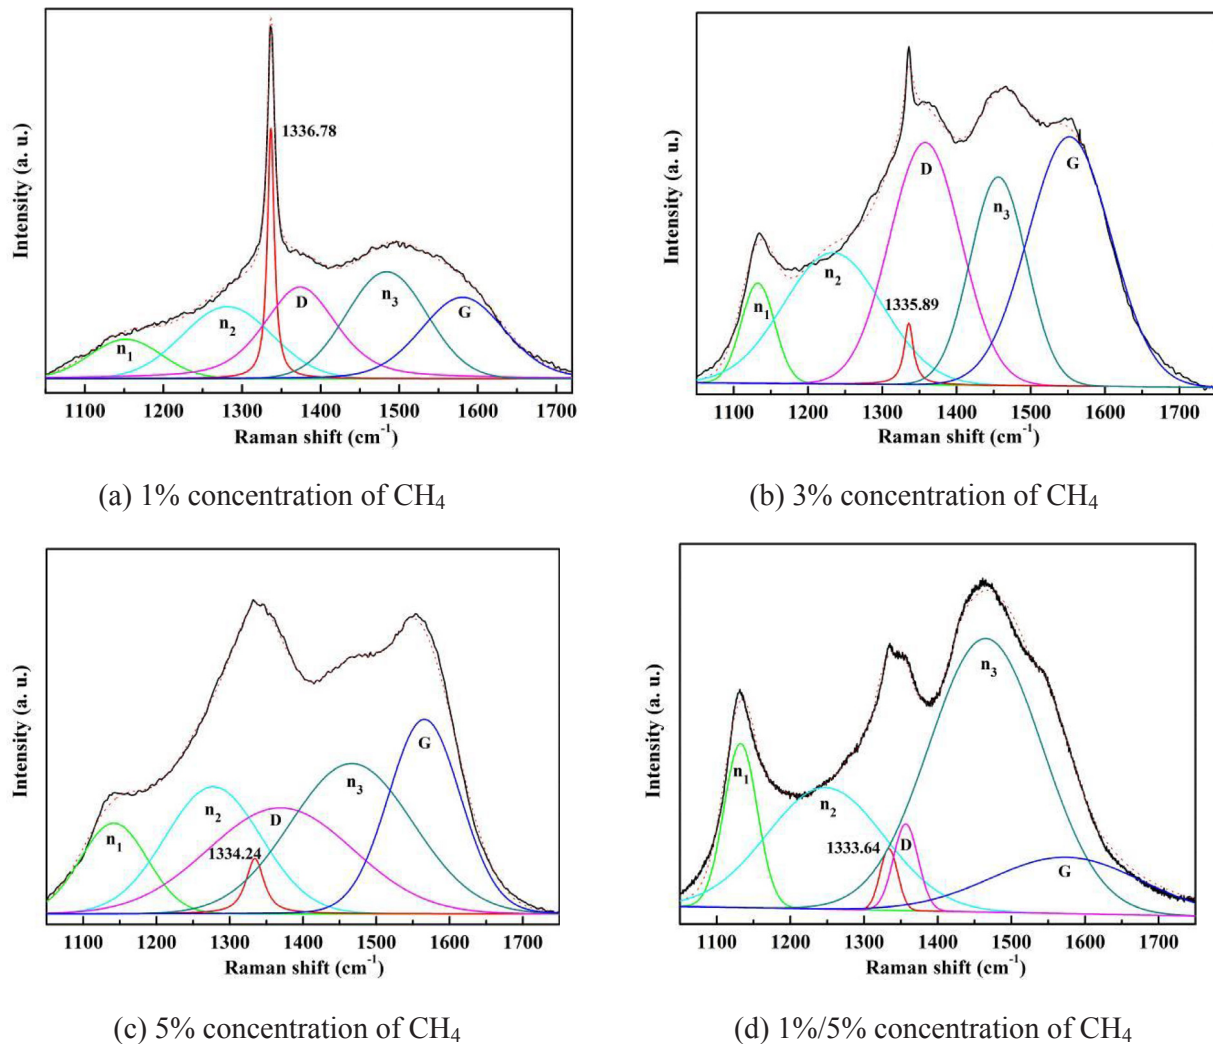 Intensity (a. u.)
1336.78
n1
n2
D
n3
G
1100 1200 1300 1400 1500 1600 1700
Raman shift (cm-1)
(a) 1% concentration of CH4
Intensity (a. u.)
n1
n2
D
1335.89
n3
G
1100 1200 1300 1400 1500 1600 1700
Raman shift (cm-1)
(b) 3% concentration of CH4
Intensity (a. u.)
n1
n2
1334.24
D
n3
G
1100 1200 1300 1400 1500 1600 1700
Raman shift (cm-1)
(c) 5% concentration of CH4
Intensity (a. u.)
n1
n2
1333.64
D
n3
G
1100 1200 1300 1400 1500 1600 1700
Raman shift (cm-1)
(d) 1%/5% concentration of CH4